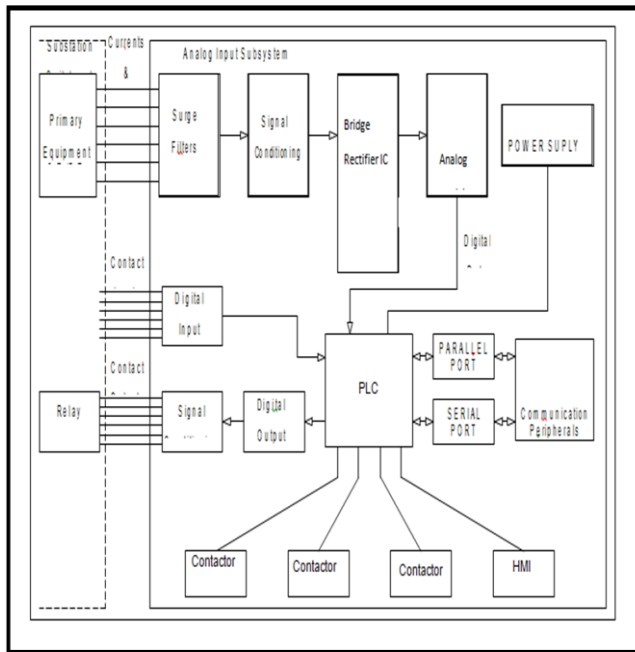 Substation
Currents
&
Analog Input Subsystem
Primary
Equipment
Surge
Filters
Signal
Conditioning
Bridge
Rectifier IC
Analog
POWER SUPLY
Digital
Contact
Digital
Input
PLC
PARALLEL
PORT
SERIAL
PORT
Communication
Peripherals
Contact
Relay
Signal
Digital
Output
Contactor
Contactor
Contactor
HMI